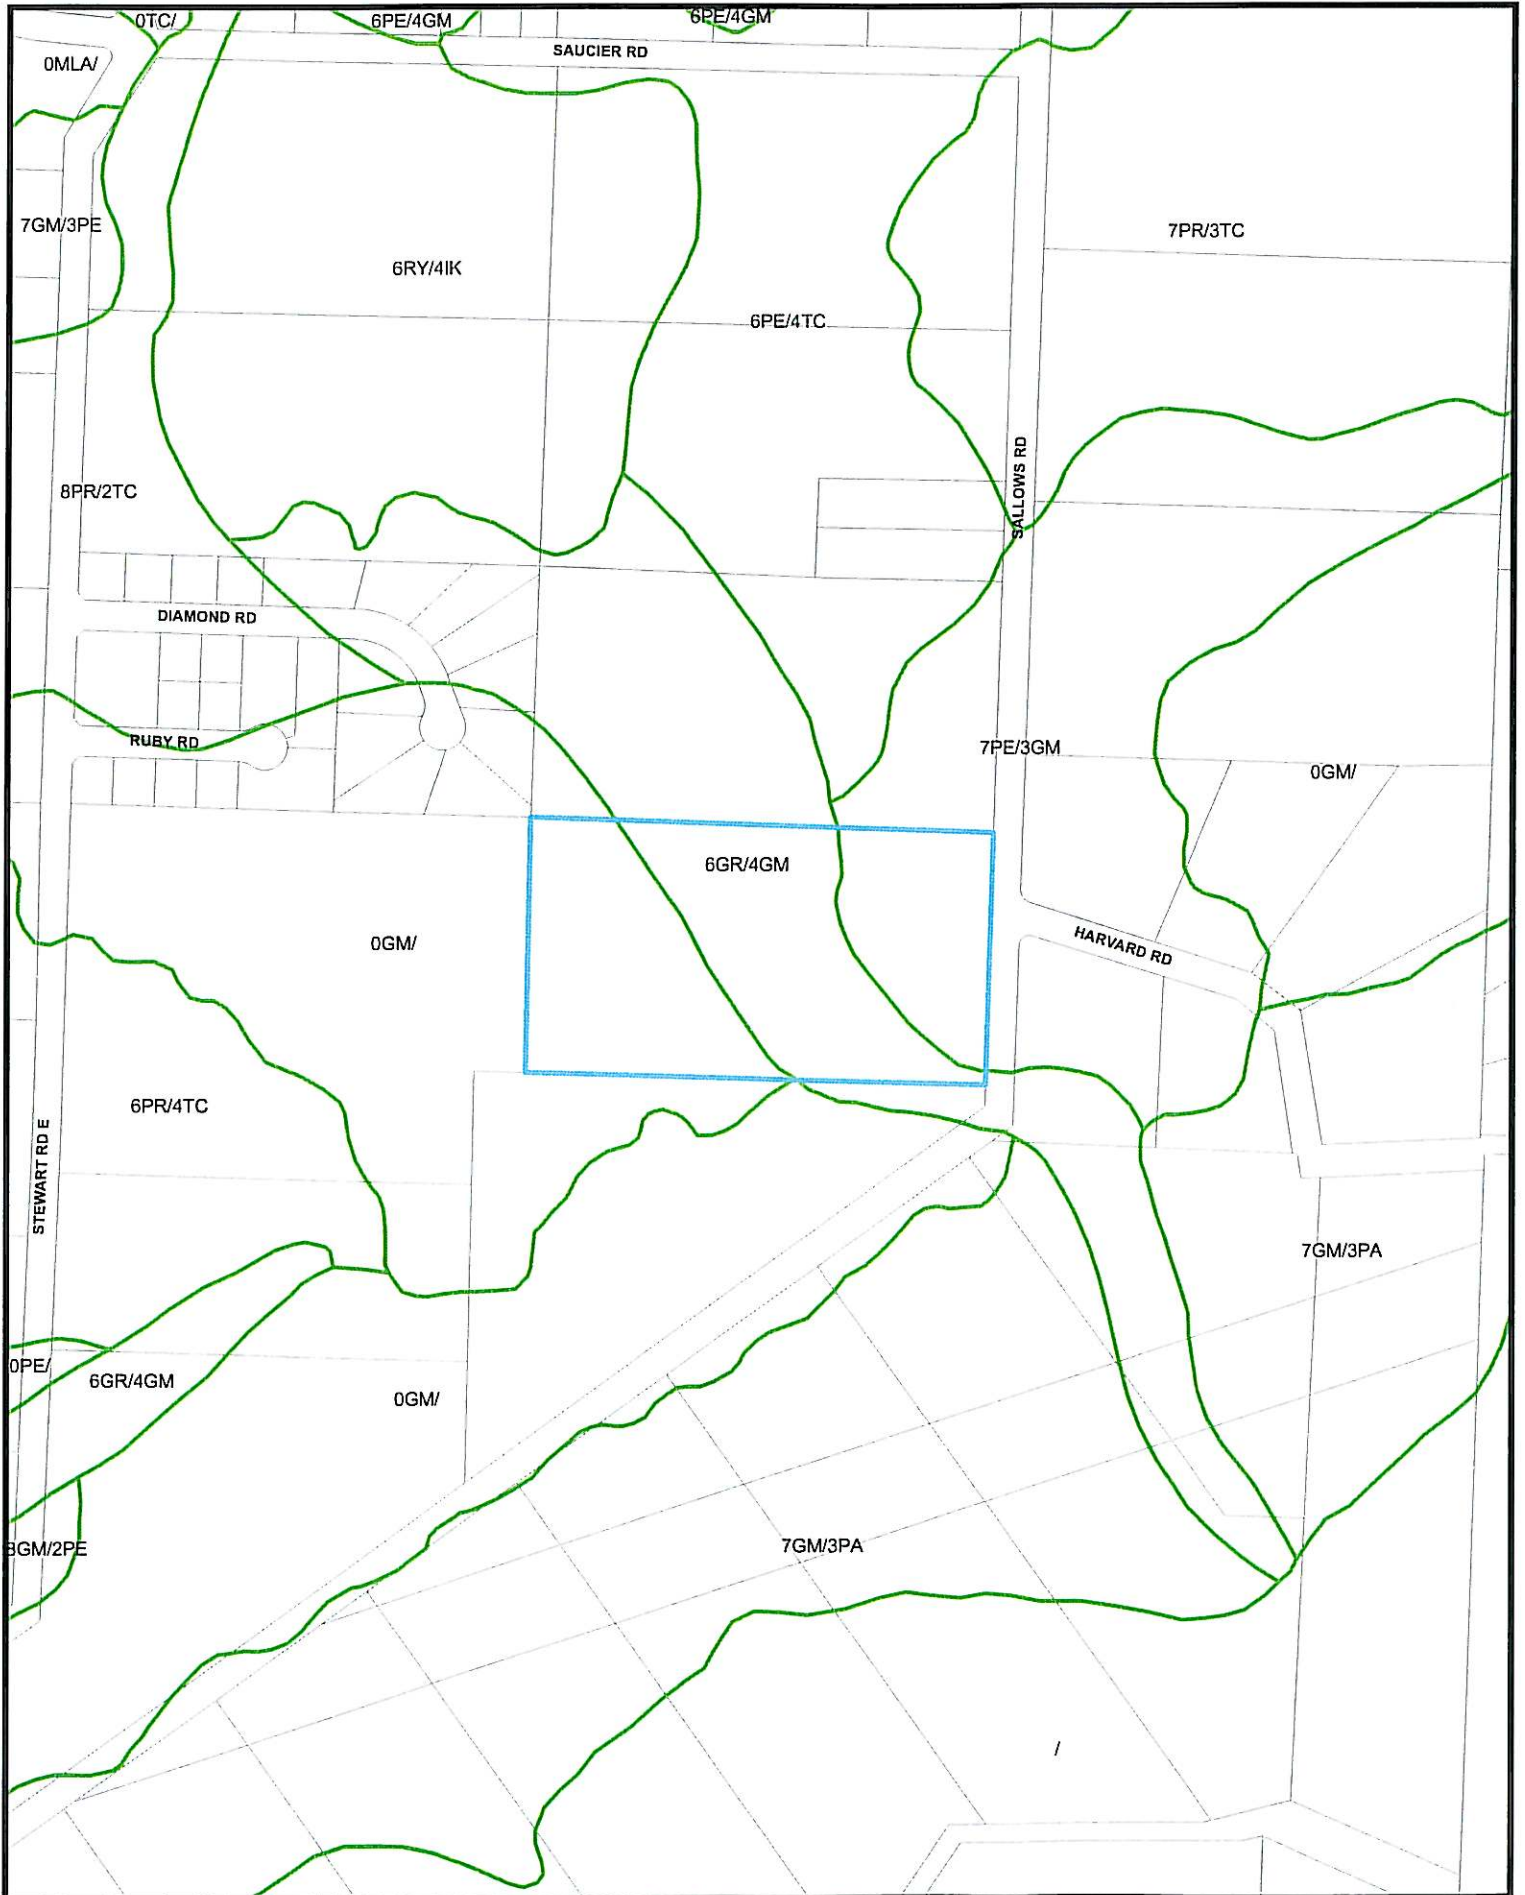 0TC/
6PE/4GM
6PE/4GM
SAUCIER RD
0MLA/
7GM/3PE
7PR/3TC
6RY/4IK
6PE/4TC
SALLOWS RD
8PR/2TC
DIAMOND RD
RUBY RD
7PE/3GM
0GM/
6GR/4GM
0GM/
HARVARD RD
6PR/4TC
STEWART RD E
7GM/3PA
0PE/
6GR/4GM
0GM/
7GM/3PA
8GM/2PE
/